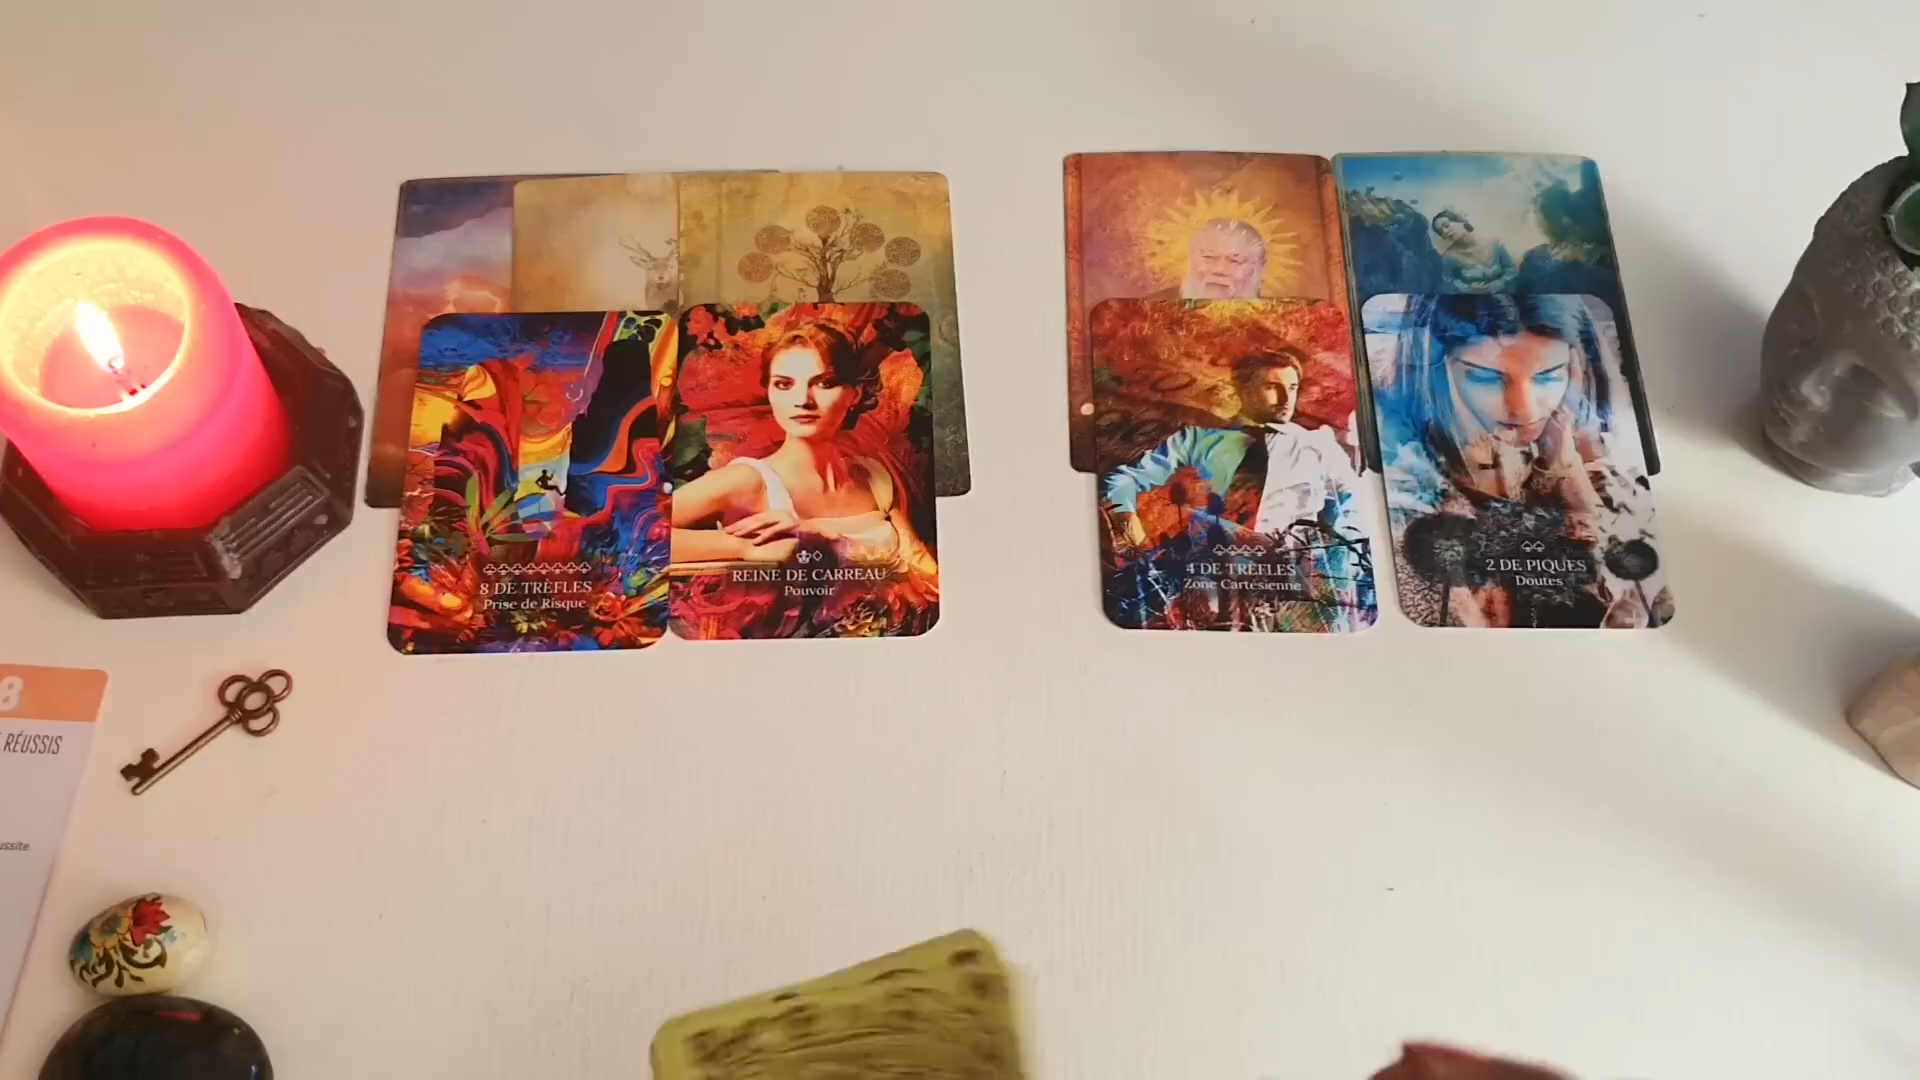 8 DE TRÈFLES
Prise de Risque
REINE DE CARREAU
Pouvoir
4 DE TRÈFLES
Zone Cartésienne
2 DE PIQUES
Doutes
8
RÉUSSIS